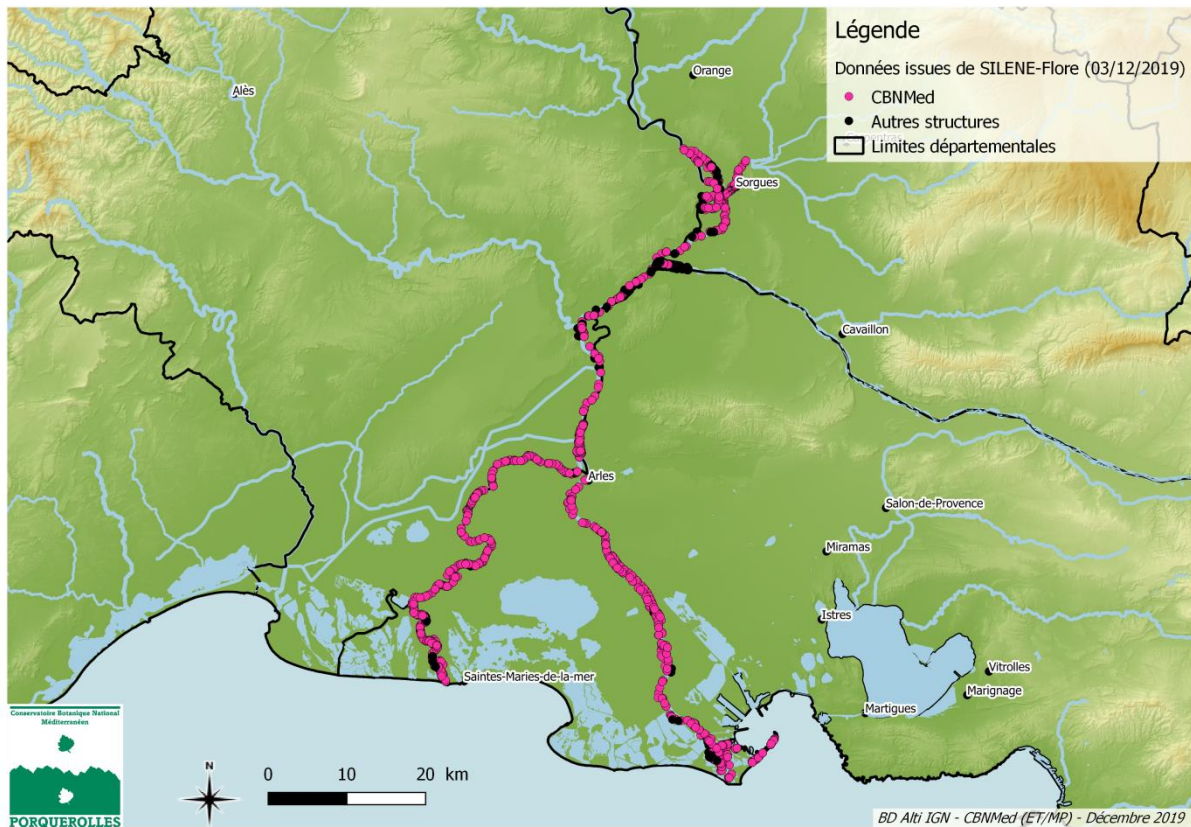 Légende
Données issues de SILENE-Flore (03/12/2019)
CBNMed
Autres structures
Limites départementales
Orange
Alès
Carpentras
Sorgues
Cavaillon
Arles
Salon-de-Provence
Miramas
Istres
Saintes-Maries-de-la-mer
Vitrolles
Marignage
Martigues
Conservatoire Botanique National
Méditerranéen
PORQUEROLLES
N
0 10 20 km
BD Alti IGN - CBNMed (ET/MP) - Décembre 2019